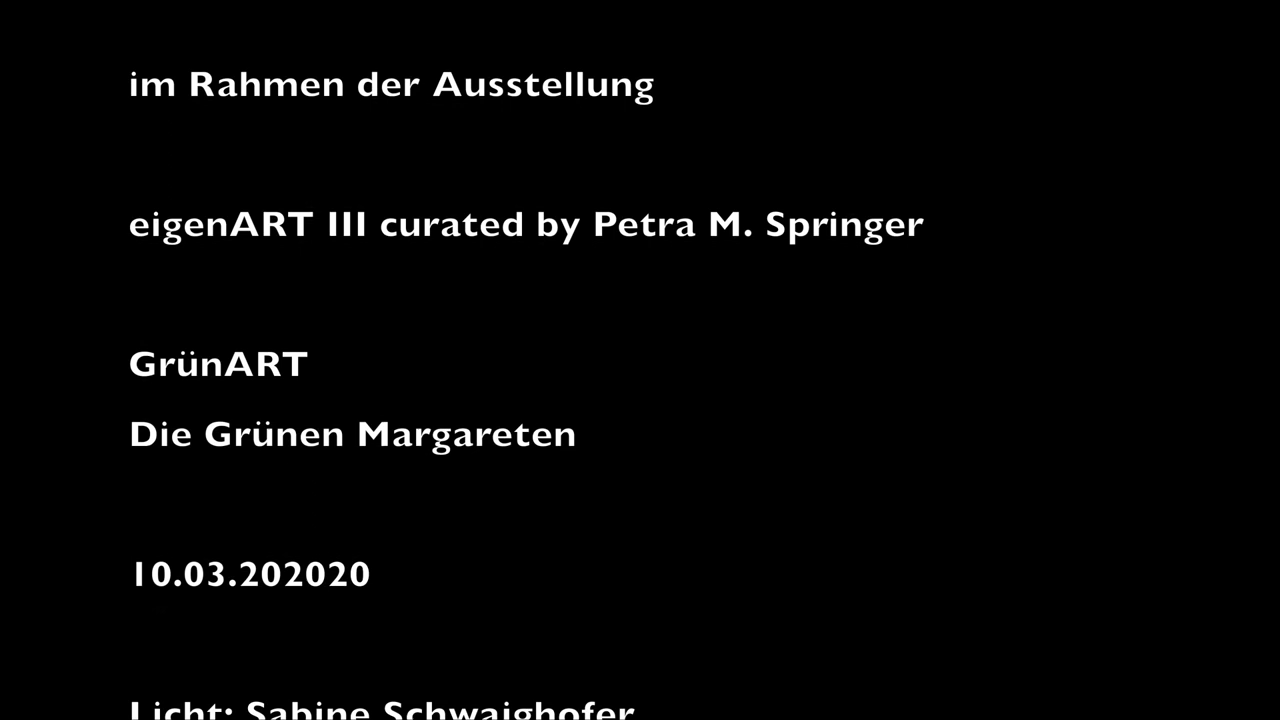 im Rahmen der Ausstellung
eigenART III curated by Petra M. Springer
GrünART
Die Grünen Margareten
10.03.202020
Licht: Sabine Schwaighofer